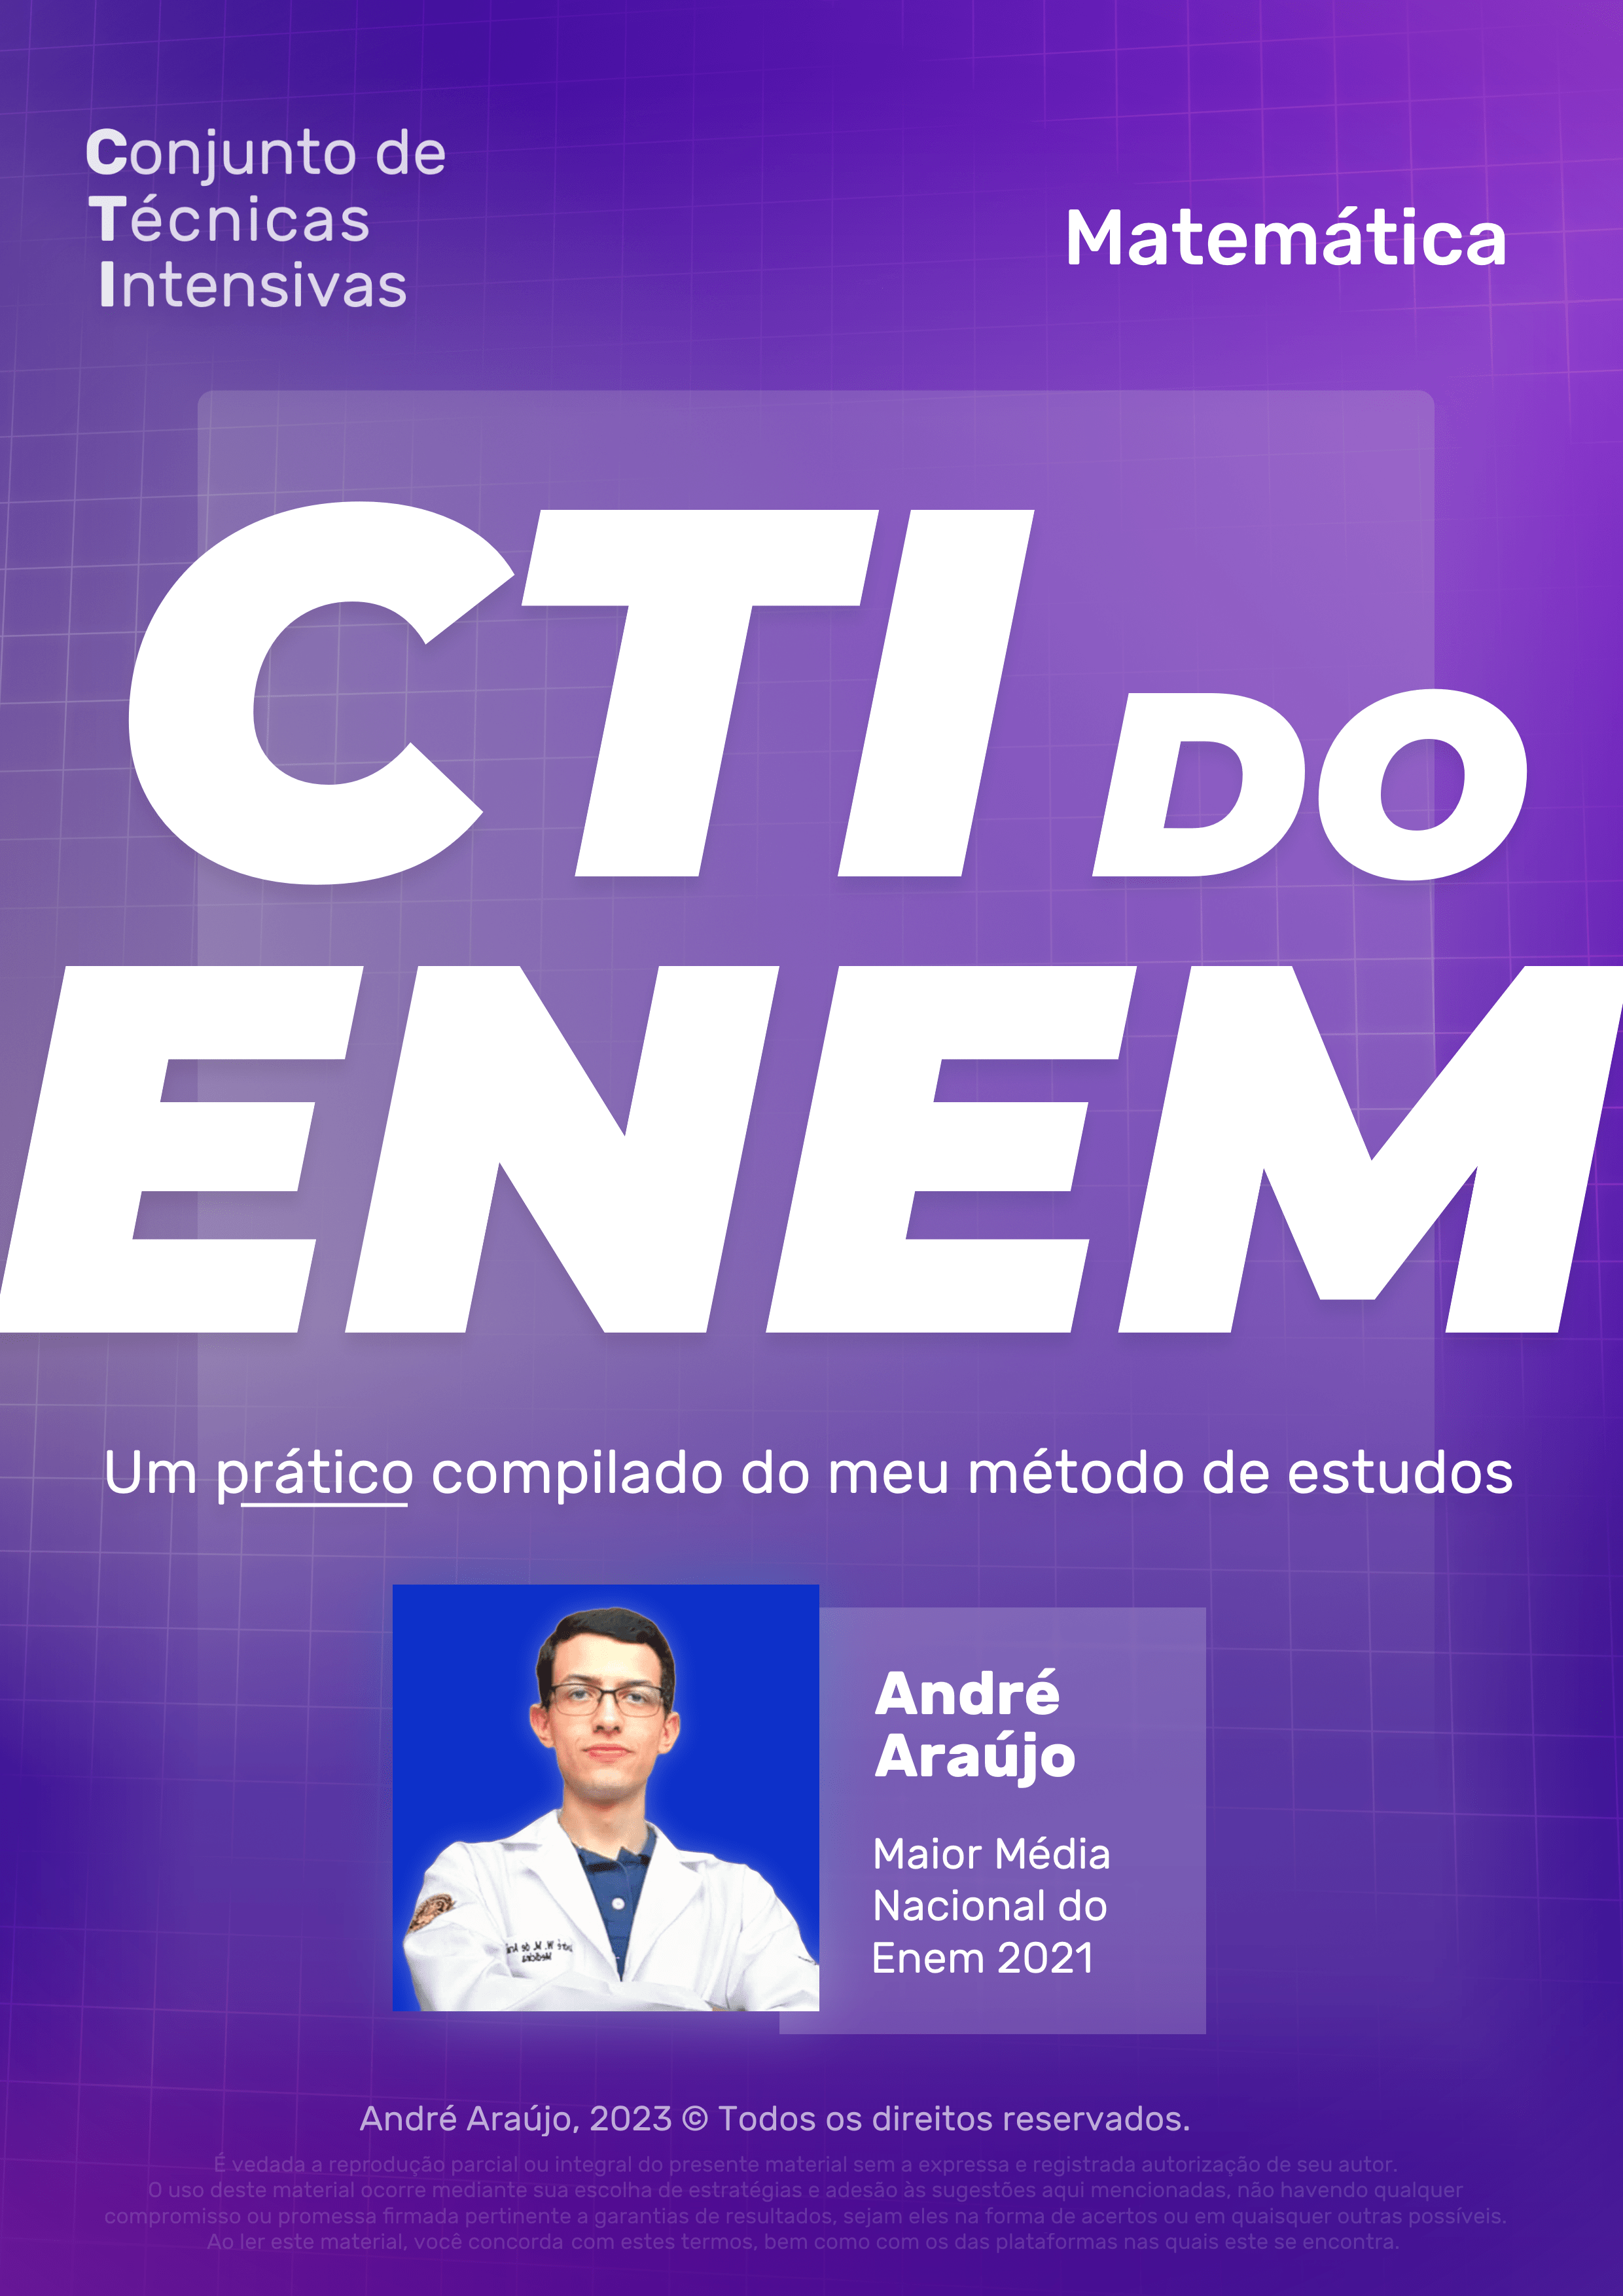 Conjunto de
Técnicas
Intensivas
Matemática
CTI DO
ENEM
Um prático compilado do meu método de estudos
André
Araújo
Maior Média
Nacional do
Enem 2021
André Araújo, 2023 © Todos os direitos reservados.
É vedada a reprodução parcial ou integral do presente material sem a expressa e registrada autorização de seu autor.
O uso deste material ocorre mediante sua escolha de estratégias e adesão às sugestões aqui mencionadas, não havendo qualquer
compromisso ou promessa firmada pertinente a garantias de resultados, sejam eles na forma de acertos ou em quaisquer outras possíveis.
Ao ler este material, você concorda com estes termos, bem como com os das plataformas nas quais este se encontra.